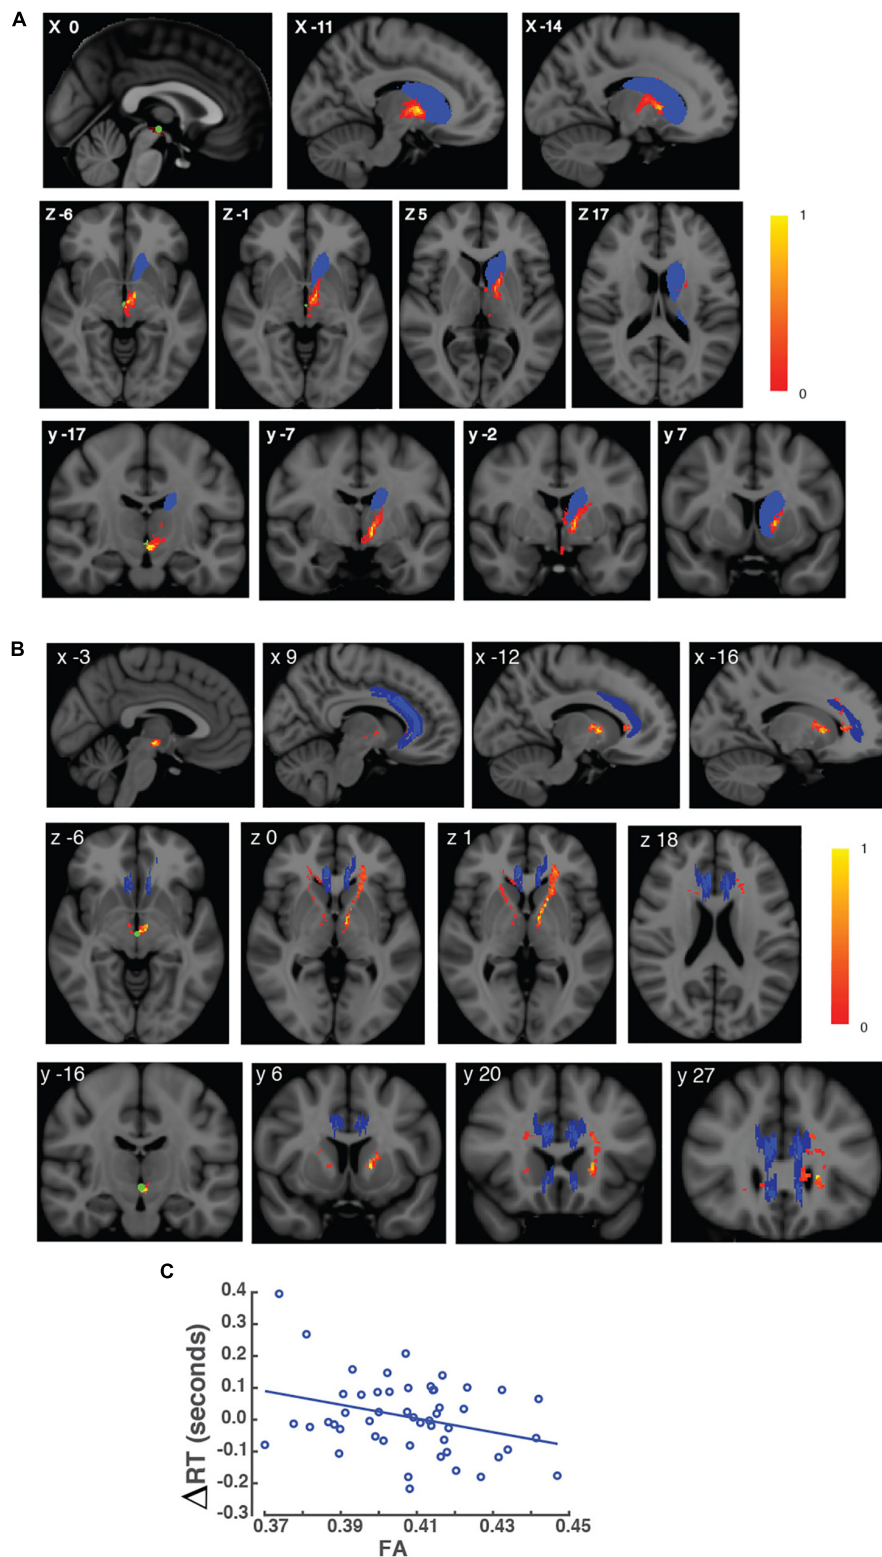 A
X 0
X -11
X -14
Z -6
Z -1
Z 5
Z 17
1
0
y -17
y -7
y -2
y 7
B
x -3
x 9
x -12
x -16
z -6
z 0
z 1
z 18
1
0
y -16
y 6
y 20
y 27
C
0.4
0.3
0.2
0.1
0.0
-0.1
-0.2
-0.3
ΔRT (seconds)
0.37 0.39 0.41 0.43 0.45
FA